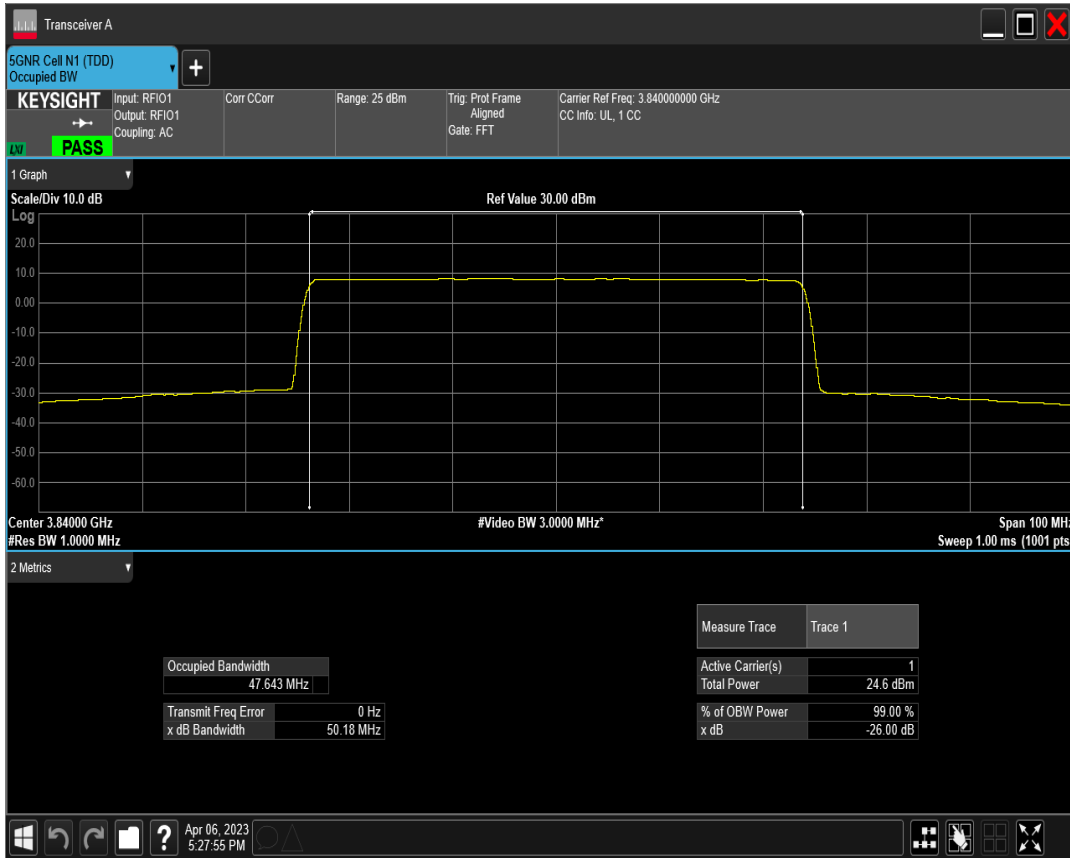 Transceiver A
5GNR Cell N1 (TDD)
Occupied BW
+
KEYSIGHT
LXI
PASS
Input: RFIO1
Output: RFIO1
Coupling: AC
Corr CCorr
Range: 25 dBm
Trig: Prot Frame
Aligned
Gate: FFT
Carrier Ref Freq: 3.840000000 GHz
CC Info: UL, 1 CC
1 Graph
Scale/Div 10.0 dB
Ref Value 30.00 dBm
Log
20.0
10.0
0.00
-10.0
-20.0
-30.0
-40.0
-50.0
-60.0
Center 3.84000 GHz
#Video BW 3.0000 MHz*
Span 100 MHz
#Res BW 1.0000 MHz
Sweep 1.00 ms (1001 pts
2 Metrics
Measure Trace Trace 1
Occupied Bandwidth
47.643 MHz
Active Carrier(s) 1
Total Power 24.6 dBm
Transmit Freq Error 0 Hz
x dB Bandwidth 50.18 MHz
% of OBW Power 99.00 %
x dB -26.00 dB
?
Apr 06, 2023
5:27:55 PM